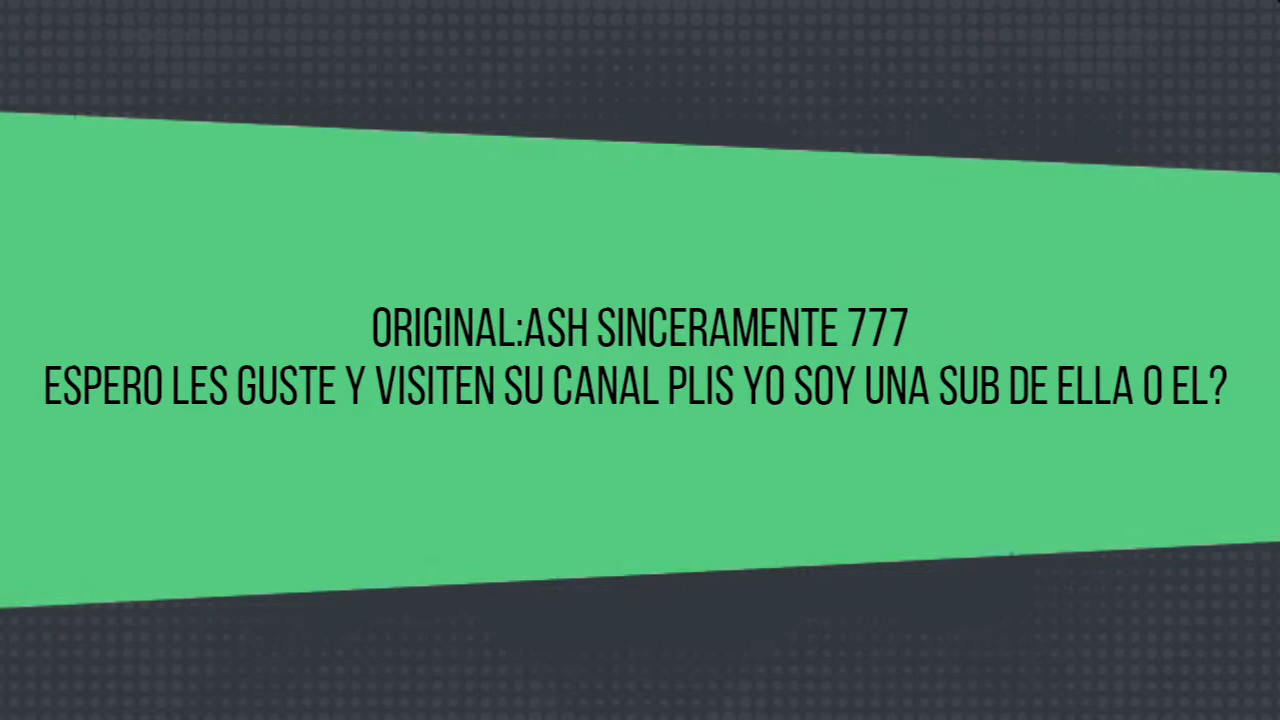 ORIGINAL:ASH SINCERAMENTE 777
ESPERO LES GUSTE Y VISITEN SU CANAL PLIS YO SOY UNA SUB DE ELLA O EL?